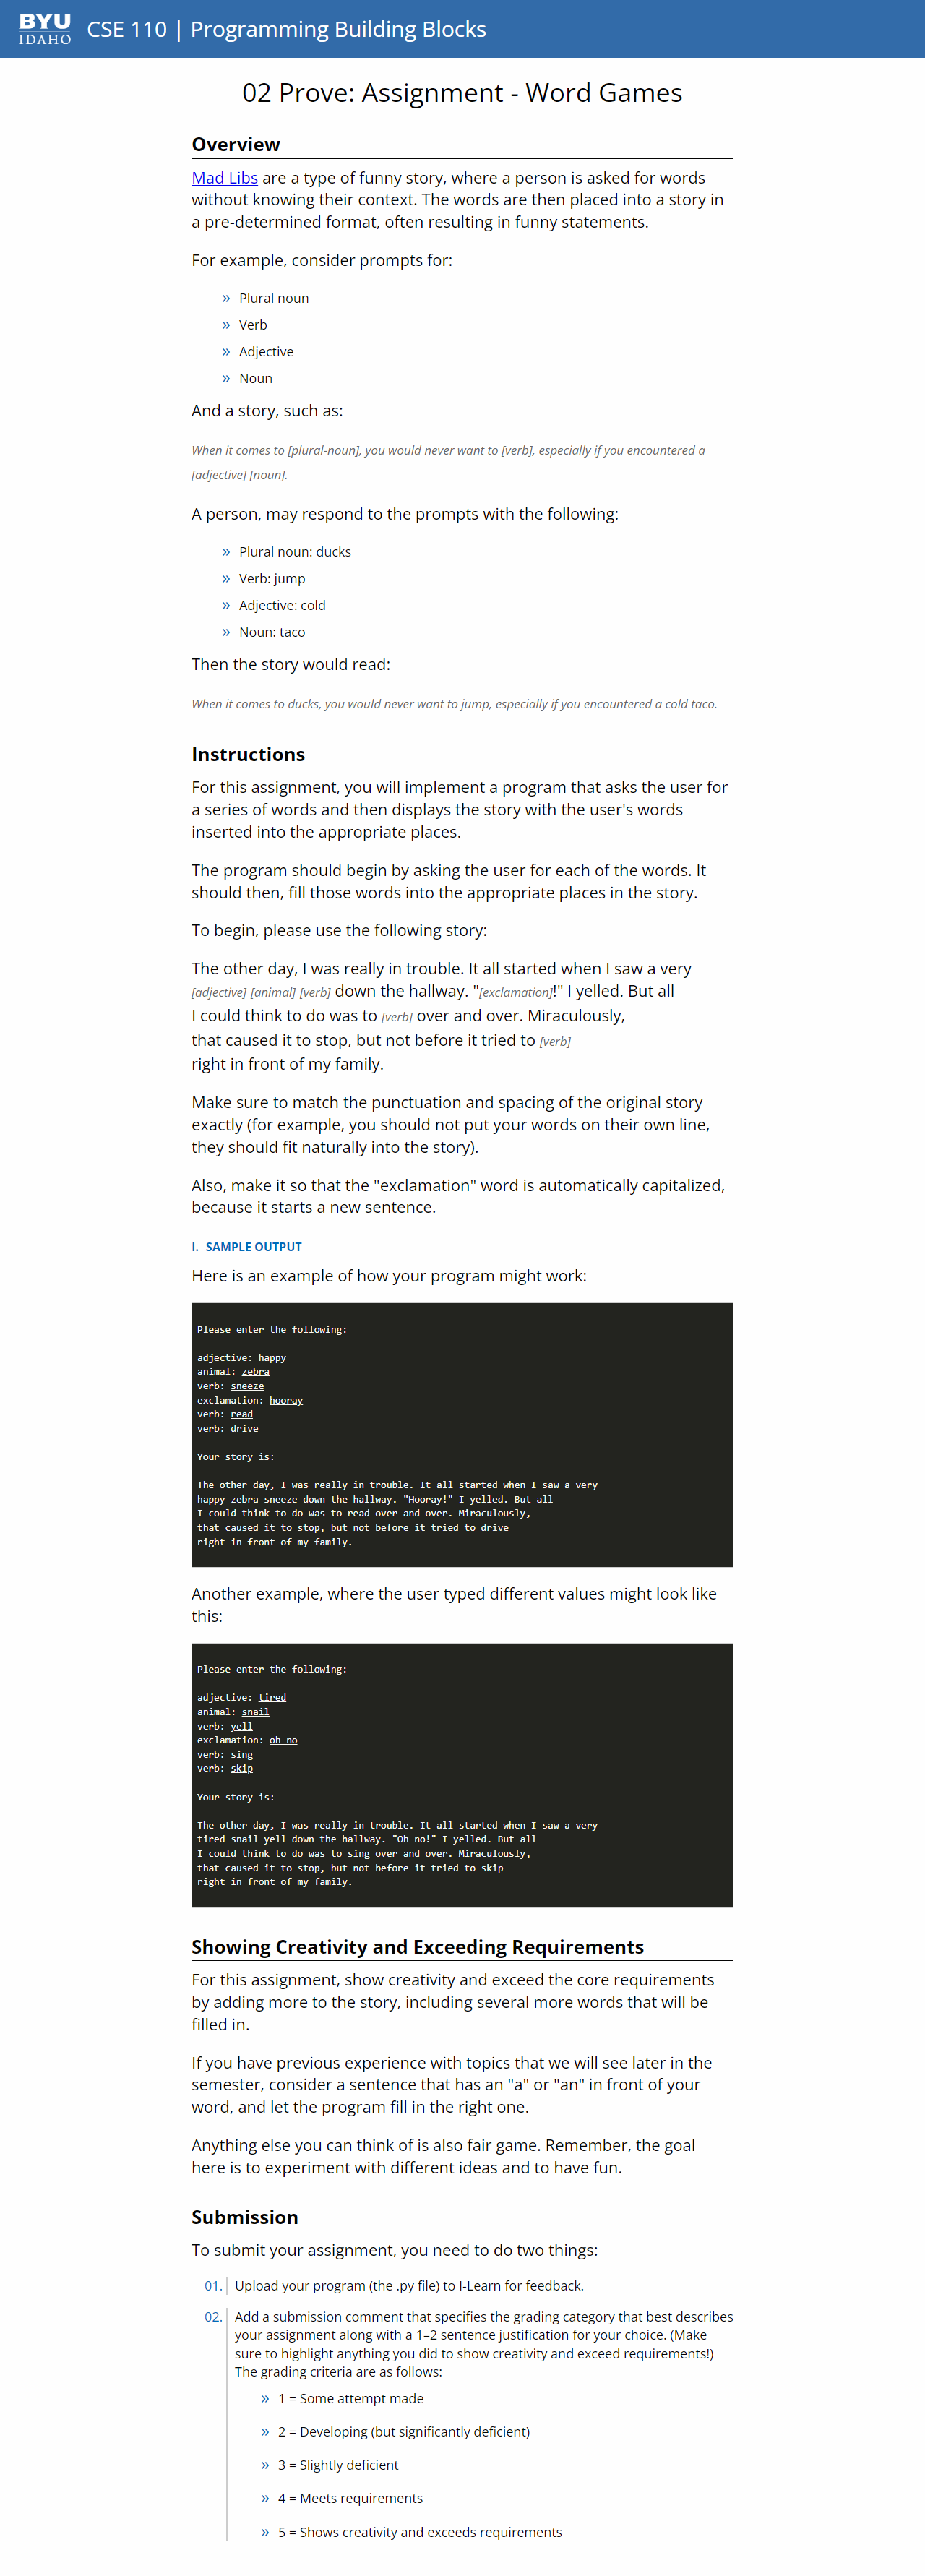 BYU
IDAHO
CSE 110 | Programming Building Blocks
02 Prove: Assignment - Word Games
Overview
Mad Libs are a type of funny story, where a person is asked for words
without knowing their context. The words are then placed into a story in
a pre-determined format, often resulting in funny statements.
For example, consider prompts for:
» Plural noun
» Verb
» Adjective
» Noun
And a story, such as:
When it comes to [plural-noun], you would never want to [verb], especially if you encountered a
[adjective] [noun].
A person, may respond to the prompts with the following:
» Plural noun: ducks
» Verb: jump
» Adjective: cold
» Noun: taco
Then the story would read:
When it comes to ducks, you would never want to jump, especially if you encountered a cold taco.
Instructions
For this assignment, you will implement a program that asks the user for
a series of words and then displays the story with the user's words
inserted into the appropriate places.
The program should begin by asking the user for each of the words. It
should then, fill those words into the appropriate places in the story.
To begin, please use the following story:
The other day, I was really in trouble. It all started when I saw a very
[adjective] [animal] [verb] down the hallway. "[exclamation]!" I yelled. But all
I could think to do was to [verb] over and over. Miraculously,
that caused it to stop, but not before it tried to [verb]
right in front of my family.
Make sure to match the punctuation and spacing of the original story
exactly (for example, you should not put your words on their own line,
they should fit naturally into the story).
Also, make it so that the "exclamation" word is automatically capitalized,
because it starts a new sentence.
I. SAMPLE OUTPUT
Here is an example of how your program might work:
Please enter the following:
adjective: happy
animal: zebra
verb: sneeze
exclamation: hooray
verb: read
verb: drive
Your story is:
The other day, I was really in trouble. It all started when I saw a very
happy zebra sneeze down the hallway. "Hooray!" I yelled. But all
I could think to do was to read over and over. Miraculously,
that caused it to stop, but not before it tried to drive
right in front of my family.
Another example, where the user typed different values might look like
this:
Please enter the following:
adjective: tired
animal: snail
verb: yell
exclamation: oh no
verb: sing
verb: skip
Your story is:
The other day, I was really in trouble. It all started when I saw a very
tired snail yell down the hallway. "Oh no!" I yelled. But all
I could think to do was to sing over and over. Miraculously,
that caused it to stop, but not before it tried to skip
right in front of my family.
Showing Creativity and Exceeding Requirements
For this assignment, show creativity and exceed the core requirements
by adding more to the story, including several more words that will be
filled in.
If you have previous experience with topics that we will see later in the
semester, consider a sentence that has an "a" or "an" in front of your
word, and let the program fill in the right one.
Anything else you can think of is also fair game. Remember, the goal
here is to experiment with different ideas and to have fun.
Submission
To submit your assignment, you need to do two things:
01. Upload your program (the .py file) to I-Learn for feedback.
02. Add a submission comment that specifies the grading category that best describes
your assignment along with a 1–2 sentence justification for your choice. (Make
sure to highlight anything you did to show creativity and exceed requirements!)
The grading criteria are as follows:
» 1 = Some attempt made
» 2 = Developing (but significantly deficient)
» 3 = Slightly deficient
» 4 = Meets requirements
» 5 = Shows creativity and exceeds requirements